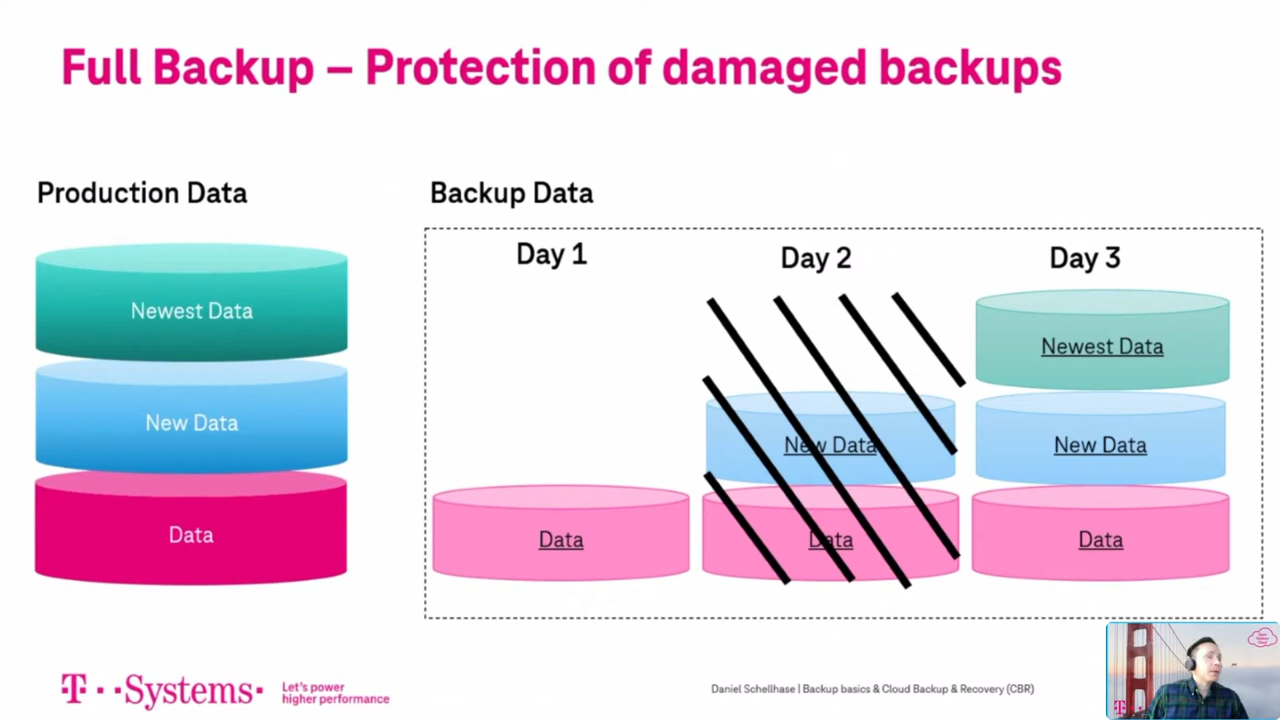 Full Backup – Protection of damaged backups
Production Data
Backup Data
Day 1
Day 2
Day 3
Newest Data
New Data
Data
Newest Data
New Data
New Data
Data
Data
Data
T··Systems·
Let's power
higher performance
Daniel Schellhase | Backup basics & Cloud Backup & Recovery (CBR)